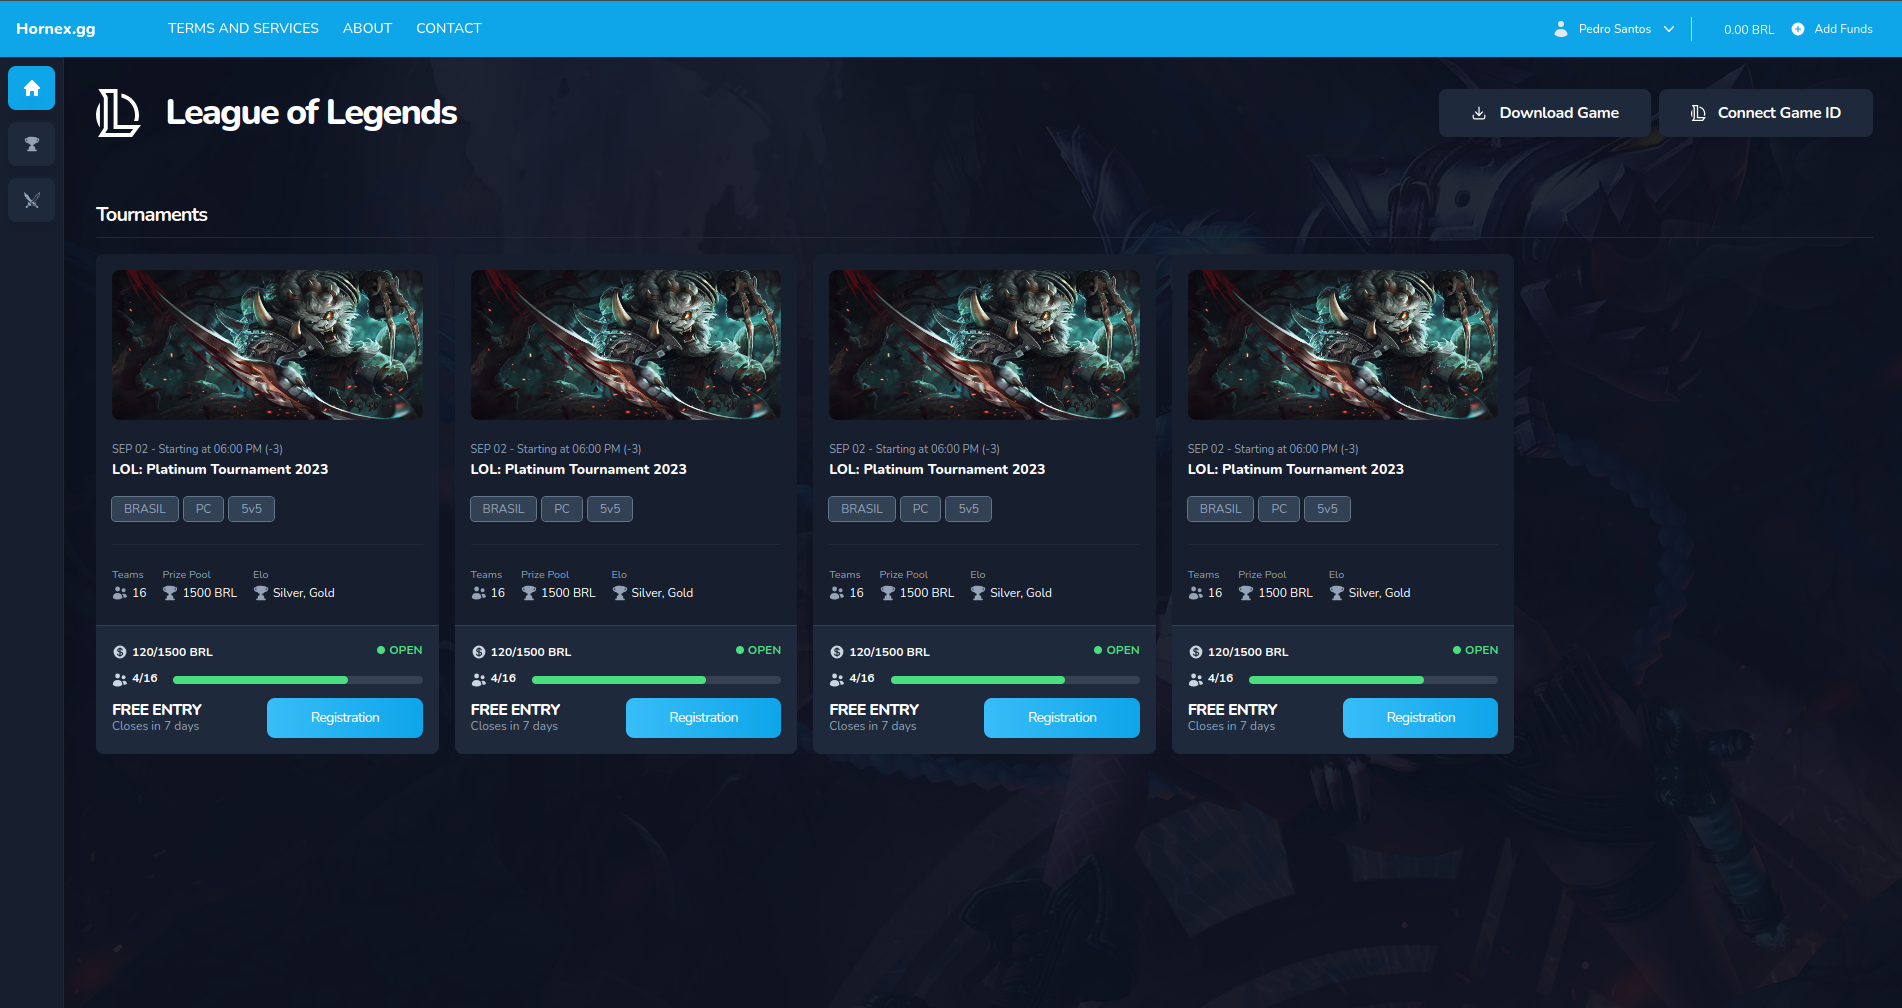 Hornex.gg TERMS AND SERVICES ABOUT CONTACT Pedro Santos 0.00 BRL Add Funds
League of Legends Download Game Connect Game ID
Tournaments
SEP 02 - Starting at 06:00 PM (-3)
LOL: Platinum Tournament 2023
BRASIL PC 5v5
Teams Prize Pool Elo
16 1500 BRL Silver, Gold
120/1500 BRL OPEN
4/16
FREE ENTRY
Closes in 7 days
Registration
SEP 02 - Starting at 06:00 PM (-3)
LOL: Platinum Tournament 2023
BRASIL PC 5v5
Teams Prize Pool Elo
16 1500 BRL Silver, Gold
120/1500 BRL OPEN
4/16
FREE ENTRY
Closes in 7 days
Registration
SEP 02 - Starting at 06:00 PM (-3)
LOL: Platinum Tournament 2023
BRASIL PC 5v5
Teams Prize Pool Elo
16 1500 BRL Silver, Gold
120/1500 BRL OPEN
4/16
FREE ENTRY
Closes in 7 days
Registration
SEP 02 - Starting at 06:00 PM (-3)
LOL: Platinum Tournament 2023
BRASIL PC 5v5
Teams Prize Pool Elo
16 1500 BRL Silver, Gold
120/1500 BRL OPEN
4/16
FREE ENTRY
Closes in 7 days
Registration